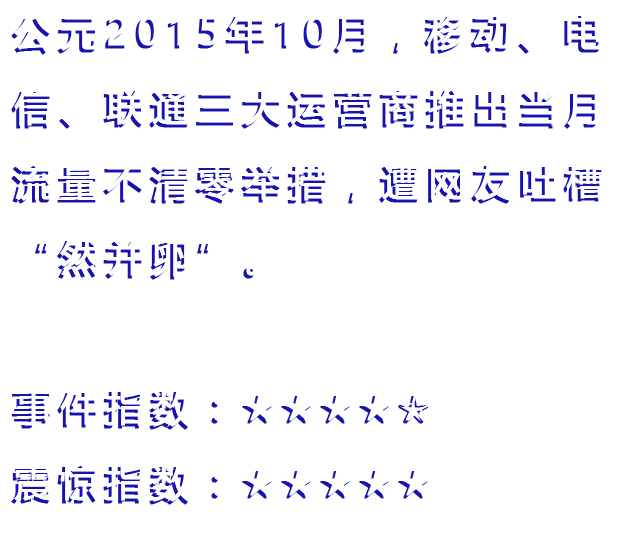 公元2015年10月，移动、电
信、联通三大运营商推出当月
流量不清零举措，遭网友吐槽
“然并卵“。
事件指数：☆☆☆☆★
震惊指数：☆☆☆☆☆